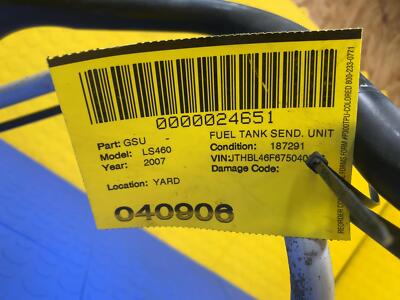 0000024651
Part: GSU - FUEL TANK SEND. UNIT
Model: LS460 Condition: 187291
Year: 2007 VIN:JTHBL46F675040
Damage Code:
Location: YARD
040906